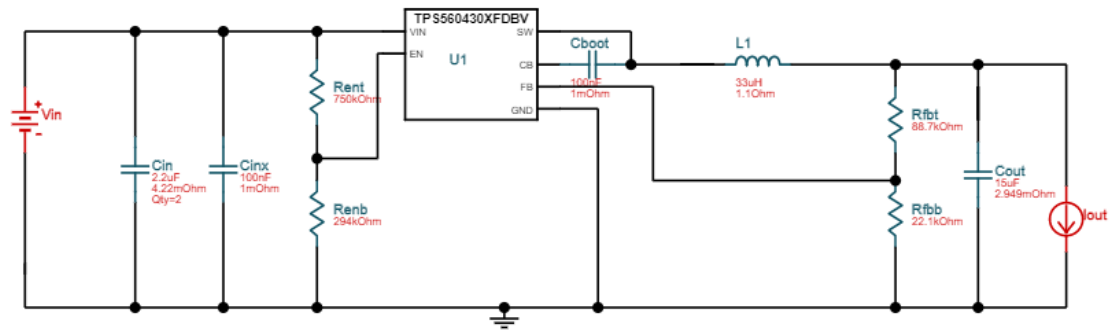 TPS560430XFDBV
VIN
SW
EN
U1
CB
FB
GND
Cboot
100nF
1mOhm
L1
33uH
1.1Ohm
Vin
Rent
750kOhm
Cin
2.2uF
4.22mOhm
Qty=2
Cinx
100nF
1mOhm
Renb
294kOhm
Rfbt
88.7kOhm
Cout
15uF
2.949mOhm
Rfbb
22.1kOhm
Iout